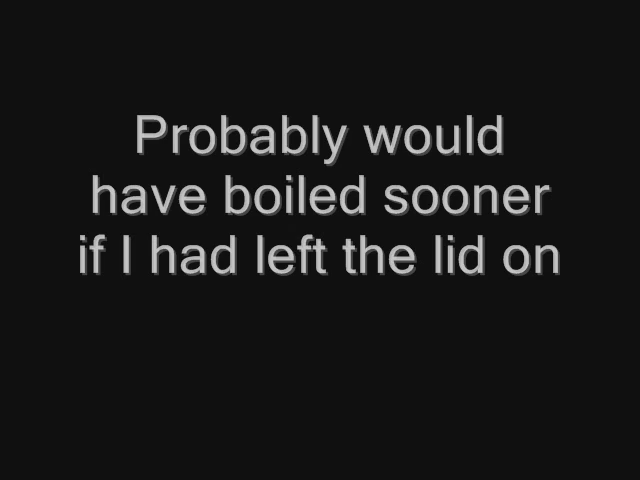 Probably would
have boiled sooner
if I had left the lid on